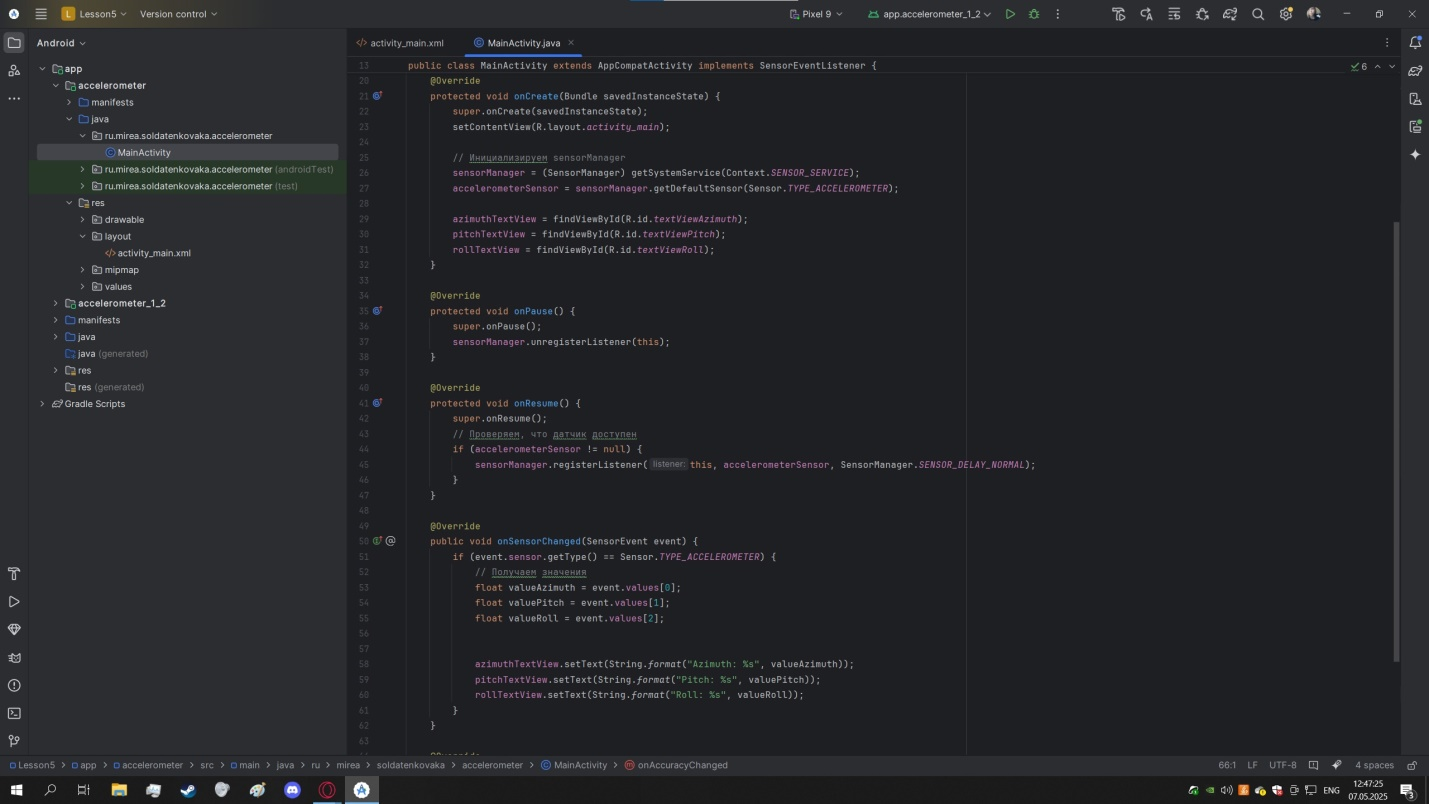 Lesson5
Version control
Pixel 9
app.accelerometer_1_2
Android
app
accelerometer
manifests
java
ru.mirea.soldatenkovaka.accelerometer
MainActivity
ru.mirea.soldatenkovaka.accelerometer (androidTest)
ru.mirea.soldatenkovaka.accelerometer (test)
res
drawable
layout
activity_main.xml
mipmap
values
accelerometer_1_2
manifests
java
java (generated)
res
res (generated)
Gradle Scripts
activity_main.xml
MainActivity.java
6
13 public class MainActivity extends AppCompatActivity implements SensorEventListener {
20 @Override
21 protected void onCreate(Bundle savedInstanceState) {
22 super.onCreate(savedInstanceState);
23 setContentView(R.layout.activity_main);
24
25 // Инициализируем sensorManager
26 sensorManager = (SensorManager) getSystemService(Context.SENSOR_SERVICE);
27 accelerometerSensor = sensorManager.getDefaultSensor(Sensor.TYPE_ACCELEROMETER);
28
29 azimuthTextView = findViewById(R.id.textViewAzimuth);
30 pitchTextView = findViewById(R.id.textViewPitch);
31 rollTextView = findViewById(R.id.textViewRoll);
32 }
33
34 @Override
35 protected void onPause() {
36 super.onPause();
37 sensorManager.unregisterListener(this);
38 }
39
40 @Override
41 protected void onResume() {
42 super.onResume();
43 // Проверяем, что датчик доступен
44 if (accelerometerSensor != null) {
45 sensorManager.registerListener( listener: this, accelerometerSensor, SensorManager.SENSOR_DELAY_NORMAL);
46 }
47 }
48
49 @Override
50 public void onSensorChanged(SensorEvent event) {
51 if (event.sensor.getType() == Sensor.TYPE_ACCELEROMETER) {
52 // Получаем значения
53 float valueAzimuth = event.values[0];
54 float valuePitch = event.values[1];
55 float valueRoll = event.values[2];
56
57
58 azimuthTextView.setText(String.format("Azimuth: %s", valueAzimuth));
59 pitchTextView.setText(String.format("Pitch: %s", valuePitch));
60 rollTextView.setText(String.format("Roll: %s", valueRoll));
61 }
62 }
63
Lesson5 > app > accelerometer > src > main > java > ru > mirea > soldatenkovaka > accelerometer > MainActivity > onAccuracyChanged
66:1 LF UTF-8 4 spaces
ENG
12:47:25
07.05.2025
3